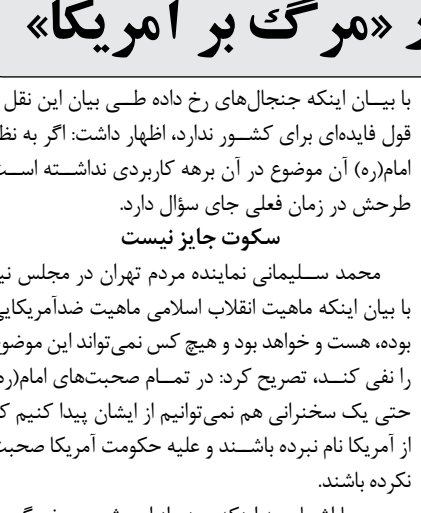 «مرگ بر آمریکا»
با بیان اینکه جنجال‌های رخ داده طی بیان این نقل
قول فایده‌ای برای کشور ندارد، اظهار داشت: اگر به نظر
امام(ره) آن موضوع در آن برهه کاربردی نداشته است
طرحش در زمان فعلی جای سؤال دارد.
سکوت جایز نیست
محمد سلیمانی نماینده مردم تهران در مجلس نیز
با بیان اینکه ماهیت انقلاب اسلامی ماهیت ضدآمریکایی
بوده، هست و خواهد بود و هیچ کس نمی‌تواند این موضوع
را نفی کند، تصریح کرد: در تمام صحبت‌های امام(ره)
حتی یک سخنرانی هم نمی‌توانیم از ایشان پیدا کنیم که
از آمریکا نام نبرده باشند و علیه حکومت آمریکا صحبت
نکرده باشند.